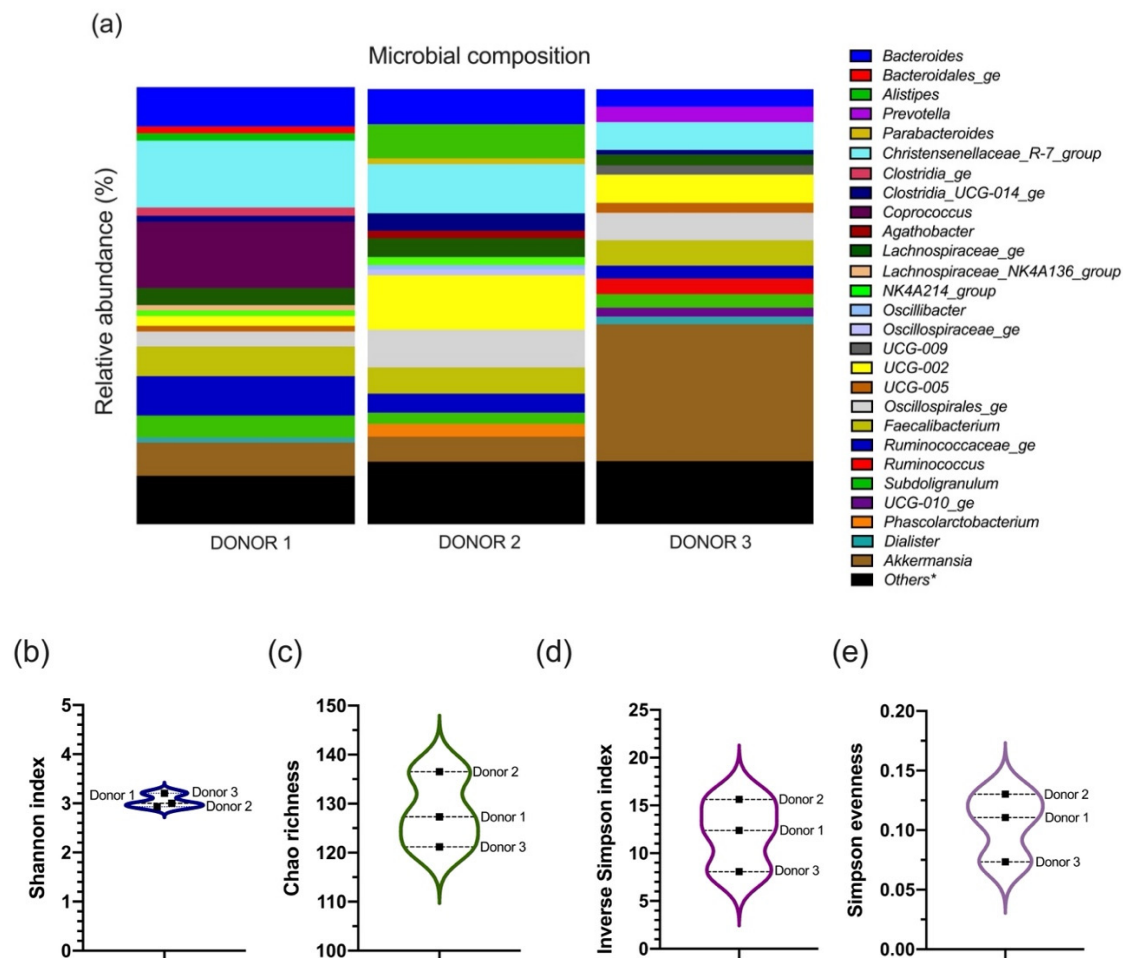 (a)
Microbial composition
Relative abundance (%)
DONOR 1
DONOR 2
DONOR 3
Bacteroides
Bacteroidales_ge
Alistipes
Prevotella
Parabacteroides
Christensenellaceae_R-7_group
Clostridia_ge
Clostridia_UCG-014_ge
Coprococcus
Agathobacter
Lachnospiraceae_ge
Lachnospiraceae_NK4A136_group
NK4A214_group
Oscillibacter
Oscillospiraceae_ge
UCG-009
UCG-002
UCG-005
Oscillospirales_ge
Faecalibacterium
Ruminococcaceae_ge
Ruminococcus
Subdoligranulum
UCG-010_ge
Phascolarctobacterium
Dialister
Akkermansia
Others*
(b)
Shannon index
5
4
3
2
1
0
Donor 1
Donor 3
Donor 2
(c)
Chao richness
150
140
130
120
110
100
Donor 2
Donor 1
Donor 3
(d)
Inverse Simpson index
25
20
15
10
5
0
Donor 2
Donor 1
Donor 3
(e)
Simpson evenness
0.20
0.15
0.10
0.05
0.00
Donor 2
Donor 1
Donor 3